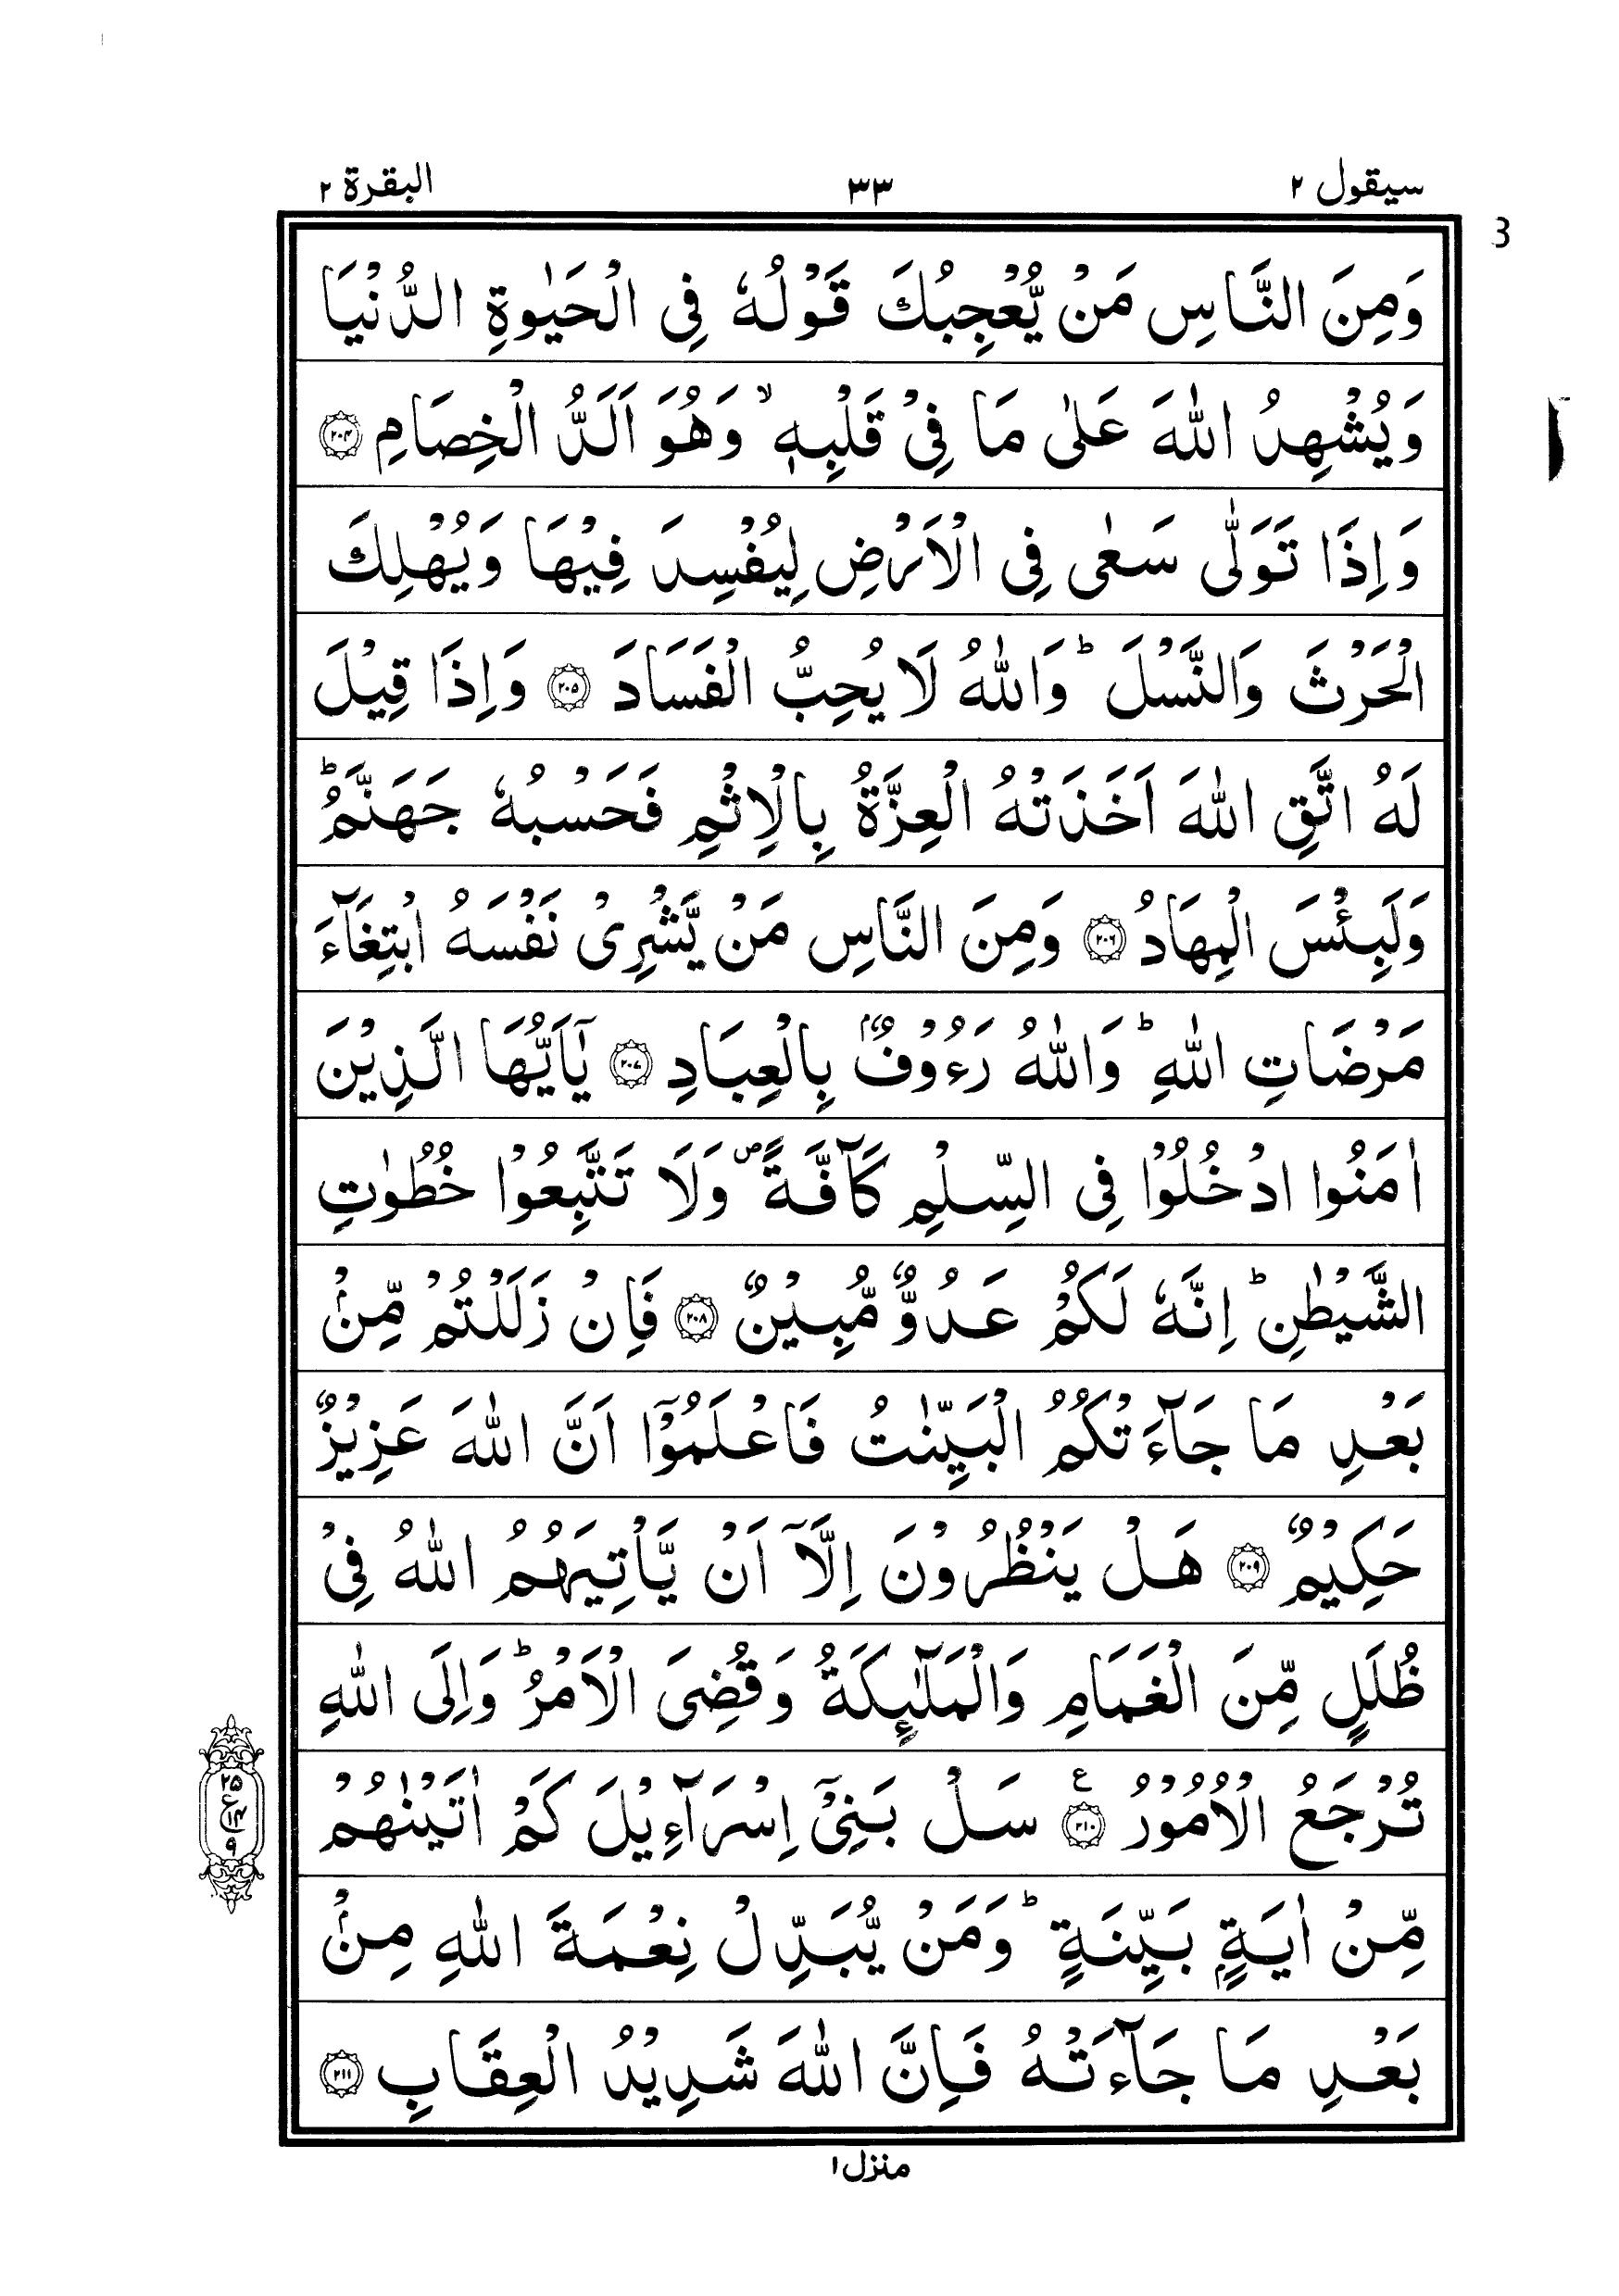 سيقول ٢
٣٣
البقرة ٢
3
وَمِنَ النَّاسِ مَنْ يُّعْجِبُكَ قَوْلُهٗ فِى الْحَيٰوةِ الدُّنْيَا
وَيُشْهِدُ اللّٰهَ عَلٰى مَا فِىْ قَلْبِهٖ ۙ وَهُوَ اَلَدُّ الْخِصَامِ ۝٢٠٤
وَاِذَا تَوَلّٰى سَعٰى فِى الْاَرْضِ لِيُفْسِدَ فِيْهَا وَيُهْلِكَ
الْحَرْثَ وَالنَّسْلَ ؕ وَاللّٰهُ لَا يُحِبُّ الْفَسَادَ ۝٢٠٥ وَاِذَا قِيْلَ
لَهُ اتَّقِ اللّٰهَ اَخَذَتْهُ الْعِزَّةُ بِالْاِثْمِ فَحَسْبُهٗ جَهَنَّمُ ؕ
وَلَبِئْسَ الْمِهَادُ ۝٢٠٦ وَمِنَ النَّاسِ مَنْ يَّشْرِىْ نَفْسَهُ ابْتِغَآءَ
مَرْضَاتِ اللّٰهِ ؕ وَاللّٰهُ رَءُوْفٌۢ بِالْعِبَادِ ۝٢٠٧ يٰٓاَيُّهَا الَّذِيْنَ
اٰمَنُوا ادْخُلُوْا فِى السِّلْمِ كَآفَّةً ۪ وَلَا تَتَّبِعُوْا خُطُوٰتِ
الشَّيْطٰنِ ؕ اِنَّهٗ لَكُمْ عَدُوٌّ مُّبِيْنٌ ۝٢٠٨ فَاِنْ زَلَلْتُمْ مِّنْۢ
بَعْدِ مَا جَآءَتْكُمُ الْبَيِّنٰتُ فَاعْلَمُوْٓا اَنَّ اللّٰهَ عَزِيْزٌ
حَكِيْمٌ ۝٢٠٩ هَلْ يَنْظُرُوْنَ اِلَّآ اَنْ يَّاْتِيَهُمُ اللّٰهُ فِىْ
ظُلَلٍ مِّنَ الْغَمَامِ وَالْمَلٰٓئِكَةُ وَقُضِىَ الْاَمْرُ ؕ وَاِلَى اللّٰهِ
تُرْجَعُ الْاُمُوْرُ ۝٢١٠ ع سَلْ بَنِىْٓ اِسْرَآءِيْلَ كَمْ اٰتَيْنٰهُمْ
٢٥
ع
٩
مِّنْ اٰيَةٍۭ بَيِّنَةٍ ؕ وَمَنْ يُّبَدِّلْ نِعْمَةَ اللّٰهِ مِنْۢ
بَعْدِ مَا جَآءَتْهُ فَاِنَّ اللّٰهَ شَدِيْدُ الْعِقَابِ ۝٢١١
منزل ١